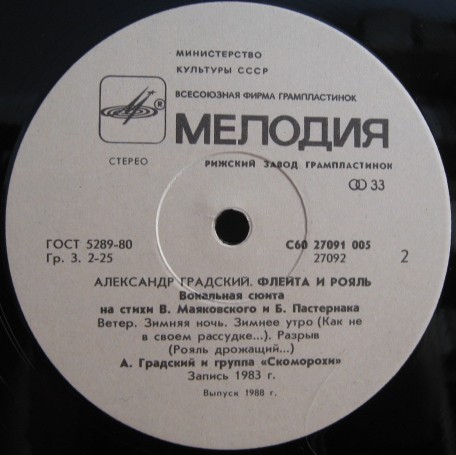 МИНИСТЕРСТВО
КУЛЬТУРЫ СССР
ВСЕСОЮЗНАЯ ФИРМА ГРАМПЛАСТИНОК
®
МЕЛОДИЯ
СТЕРЕО
РИЖСКИЙ ЗАВОД ГРАМПЛАСТИНОК
33
ГОСТ 5289-80
С60 27091 005
Гр. 3. 2-25
27092
2
АЛЕКСАНДР ГРАДСКИЙ. ФЛЕЙТА И РОЯЛЬ
Вокальная сюита
на стихи В. Маяковского и Б. Пастернака
Ветер. Зимняя ночь. Зимнее утро (Как не
в своем рассудке...). Разрыв
(Рояль дрожащий...)
А. Градский и группа «Скоморохи»
Запись 1983 г.
Выпуск 1988 г.